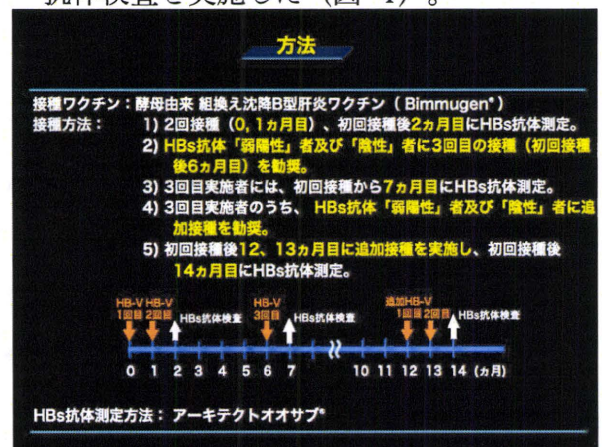 抗体検査を実施した（図-1）。
方法
接種ワクチン：酵母由来 組換え沈降B型肝炎ワクチン（ Bimmugen®）
接種方法： 1) 2回接種（0, 1ヵ月目）、初回接種後2ヵ月目にHBs抗体測定。
2) HBs抗体「弱陽性」者及び「陰性」者に3回目の接種（初回接種
後6ヵ月目）を勧奨。
3) 3回目実施者には、初回接種から7ヵ月目にHBs抗体測定。
4) 3回目実施者のうち、 HBs抗体「弱陽性」者及び「陰性」者に追
加接種を勧奨。
5) 初回接種後12、13ヵ月目に追加接種を実施し、初回接種後
14ヵ月目にHBs抗体測定。
HB-V HB-V HB-V 追加HB-V
1回目 2回目 HBs抗体検査 3回目 HBs抗体検査 1回目 2回目 HBs抗体検査
0 1 2 3 4 5 6 7 10 11 12 13 14 (ヵ月)
HBs抗体測定方法： アーキテクトオオサブ®